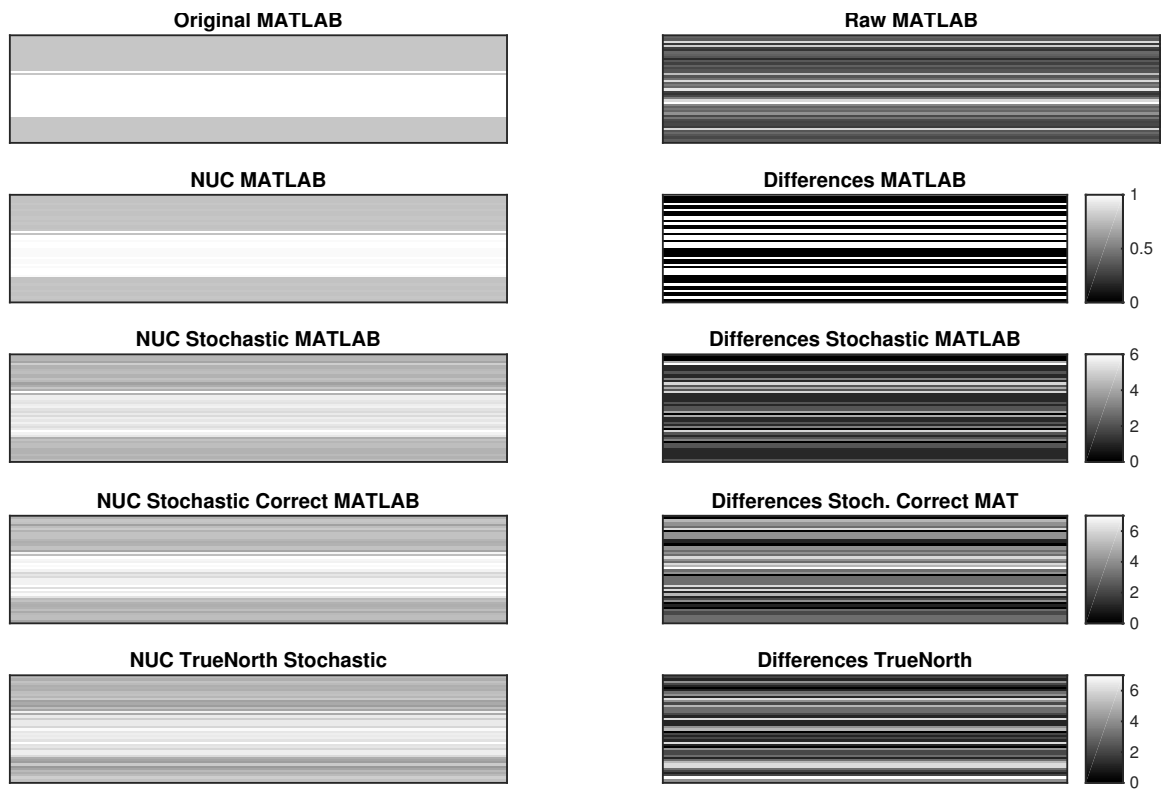 Original MATLAB
Raw MATLAB
NUC MATLAB
Differences MATLAB
1
0.5
0
NUC Stochastic MATLAB
Differences Stochastic MATLAB
6
4
2
0
NUC Stochastic Correct MATLAB
Differences Stoch. Correct MAT
6
4
2
0
NUC TrueNorth Stochastic
Differences TrueNorth
6
4
2
0